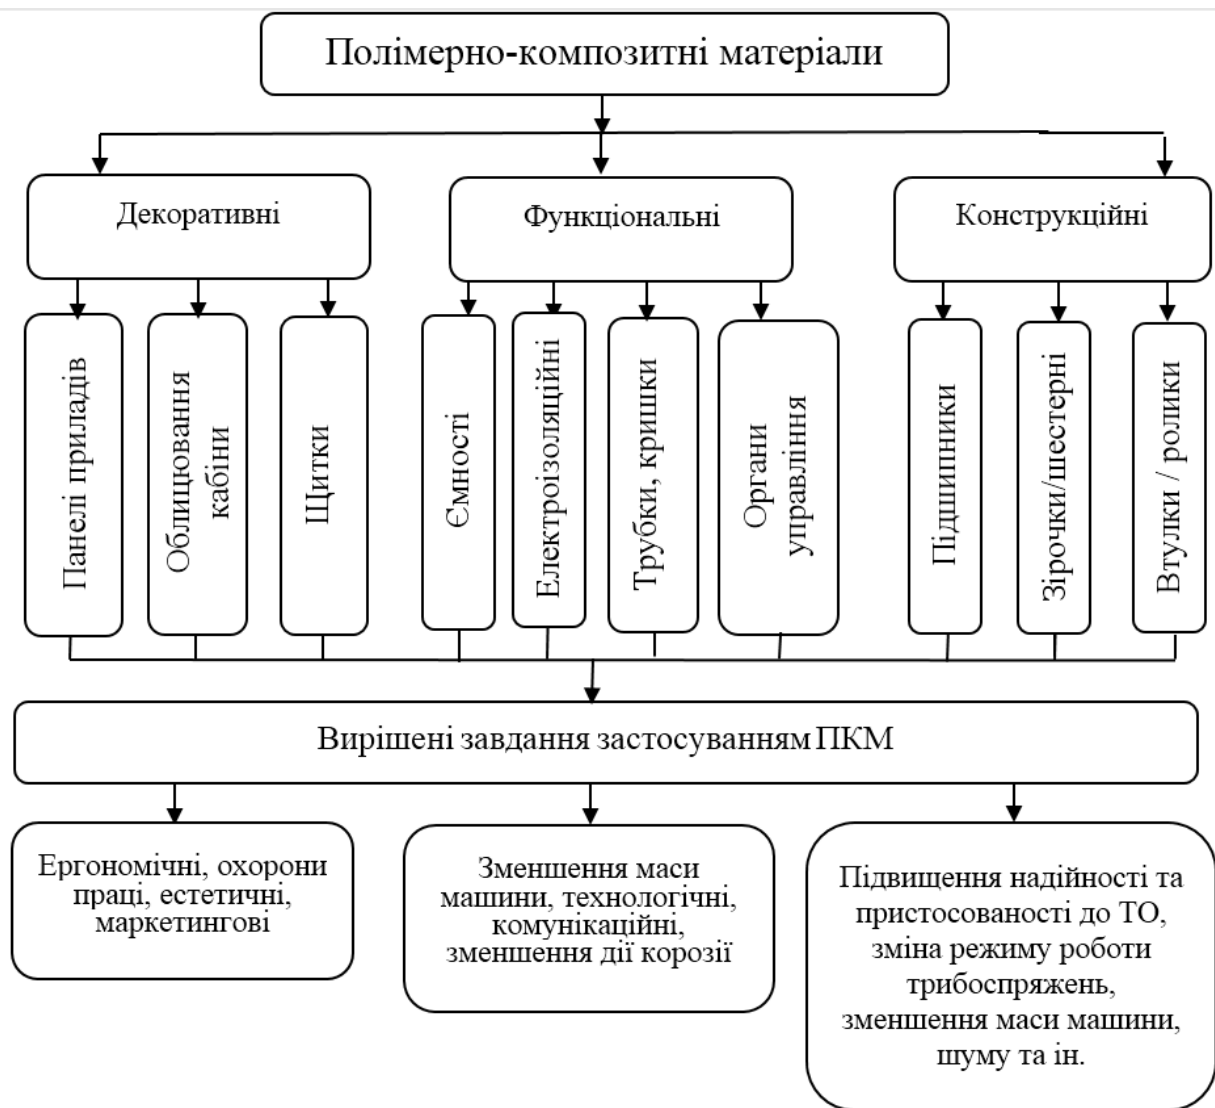 Полімерно-композитні матеріали
Декоративні
Функціональні
Конструкційні
Панелі приладів
Облицювання
кабіни
Щитки
Ємності
Електроізоляційні
Трубки, кришки
Органи
управління
Підшипники
Зірочки/шестерні
Втулки / ролики
Вирішені завдання застосуванням ПКМ
Ергономічні, охорони
праці, естетичні,
маркетингові
Зменшення маси
машини, технологічні,
комунікаційні,
зменшення дії корозії
Підвищення надійності та
пристосованості до ТО,
зміна режиму роботи
трибоспряжень,
зменшення маси машини,
шуму та ін.